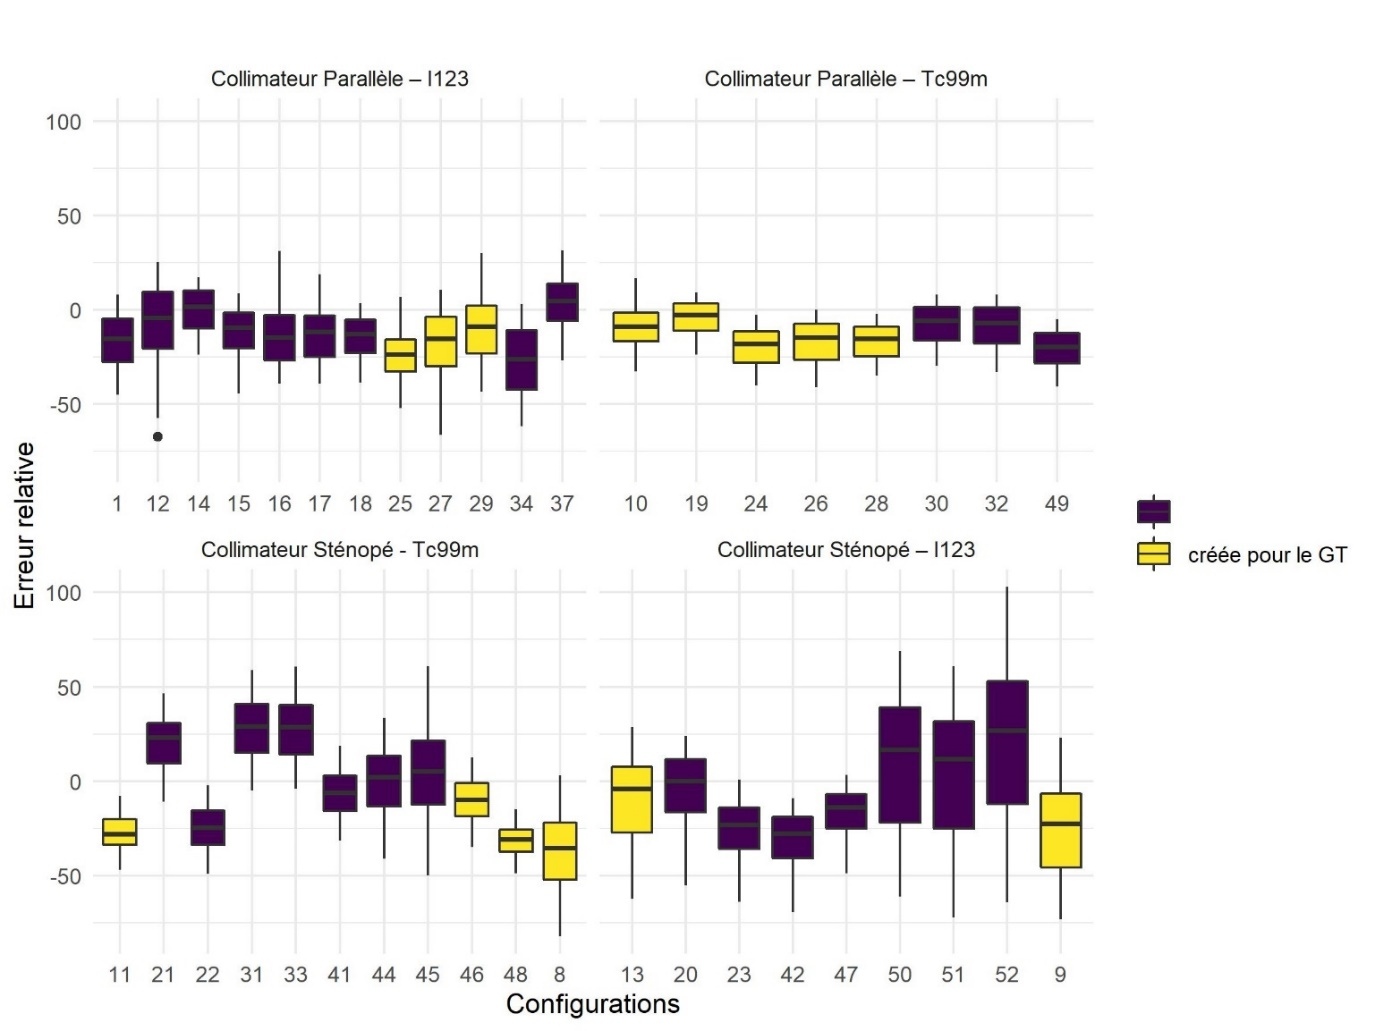 Collimateur Parallèle – I123
Collimateur Parallèle – Tc99m
100
50
0
-50
1 12 14 15 16 17 18 25 27 29 34 37
10 19 24 26 28 30 32 49
Erreur relative
créée pour le GT
Collimateur Sténopé - Tc99m
Collimateur Sténopé – I123
100
50
0
-50
11 21 22 31 33 41 44 45 46 48 8
13 20 23 42 47 50 51 52 9
Configurations